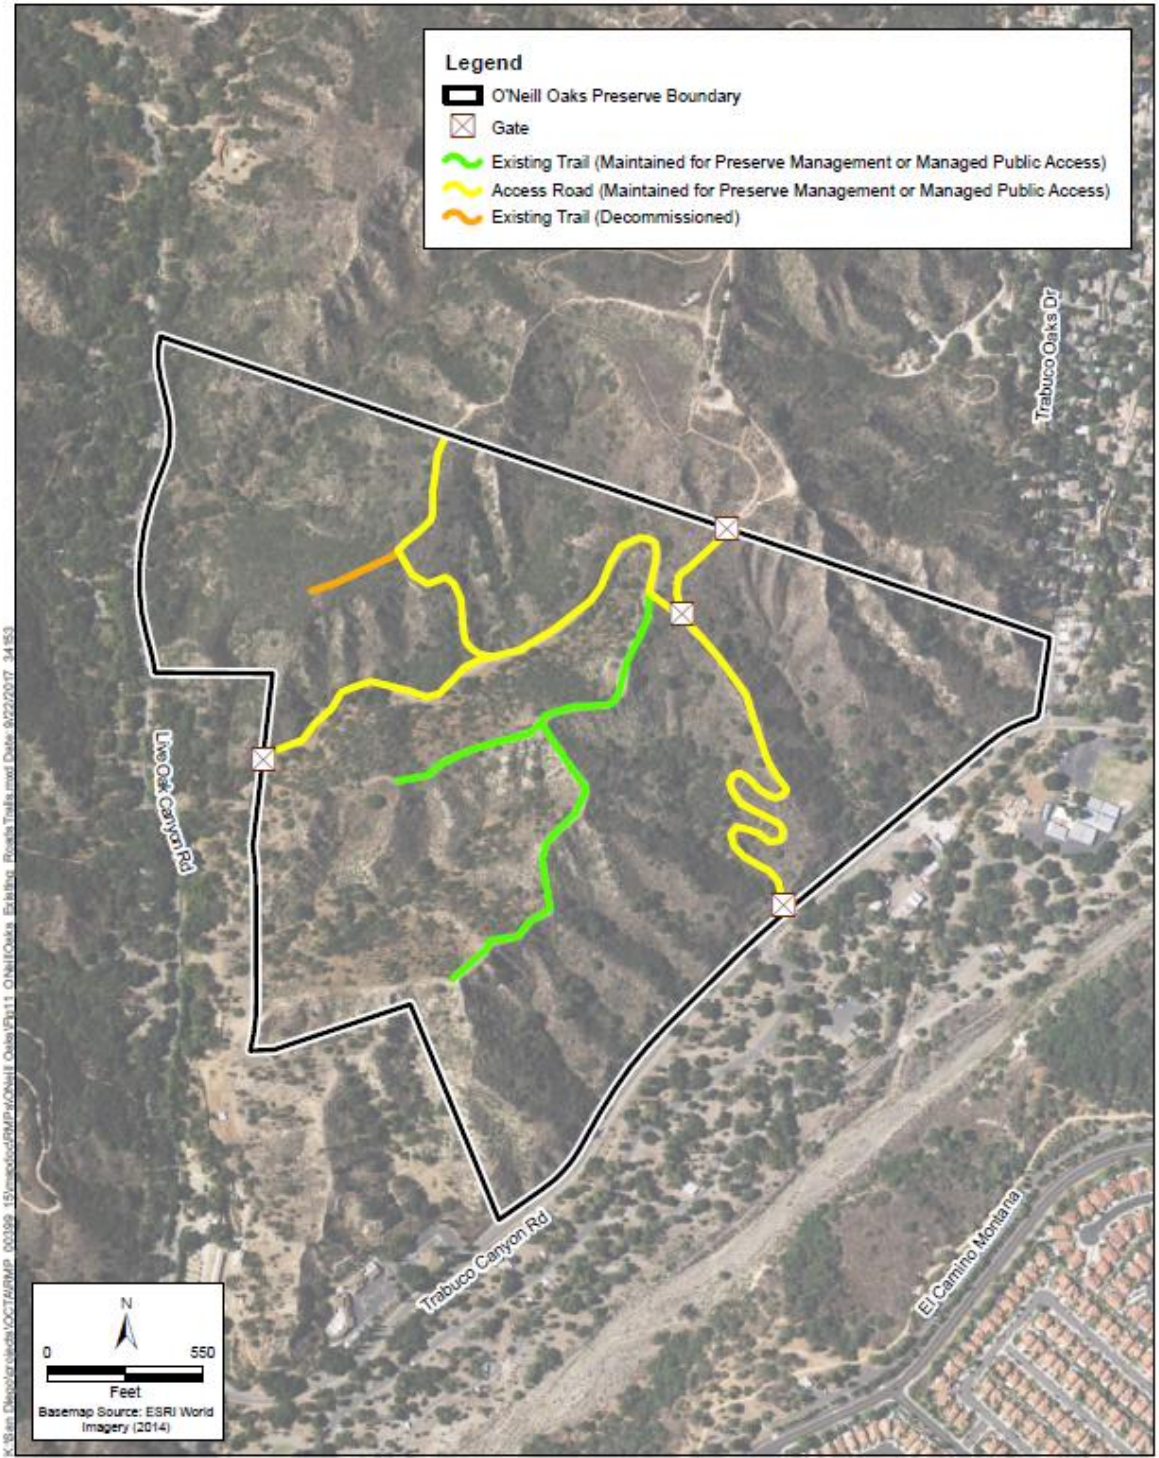 Legend
O'Neill Oaks Preserve Boundary
Gate
Existing Trail (Maintained for Preserve Management or Managed Public Access)
Access Road (Maintained for Preserve Management or Managed Public Access)
Existing Trail (Decommissioned)
Trabuco Oaks Dr
Live Oak Canyon Rd
Trabuco Canyon Rd
El Camino Montana
N
0 550
Feet
Basemap Source: ESRI World
Imagery (2014)